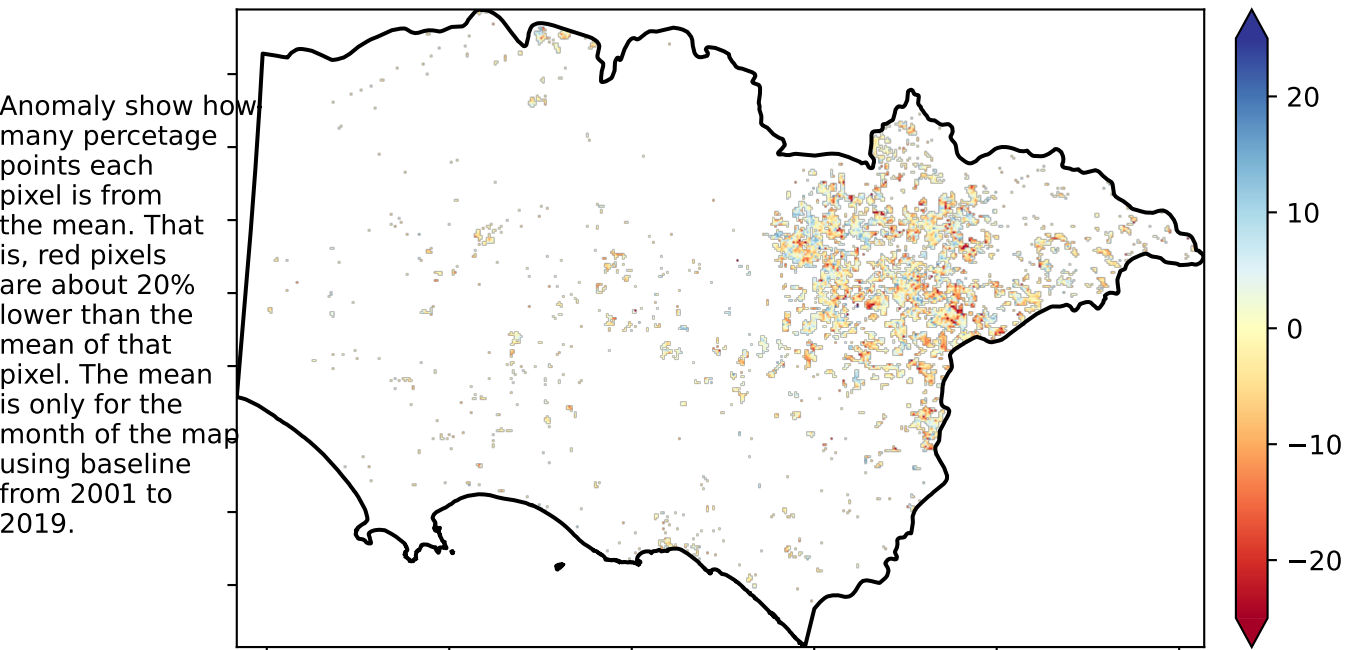 Anomaly show how
many percetage
points each
pixel is from
the mean. That
is, red pixels
are about 20%
lower than the
mean of that
pixel. The mean
is only for the
month of the map
using baseline
from 2001 to
2019.
20
10
0
−10
−20